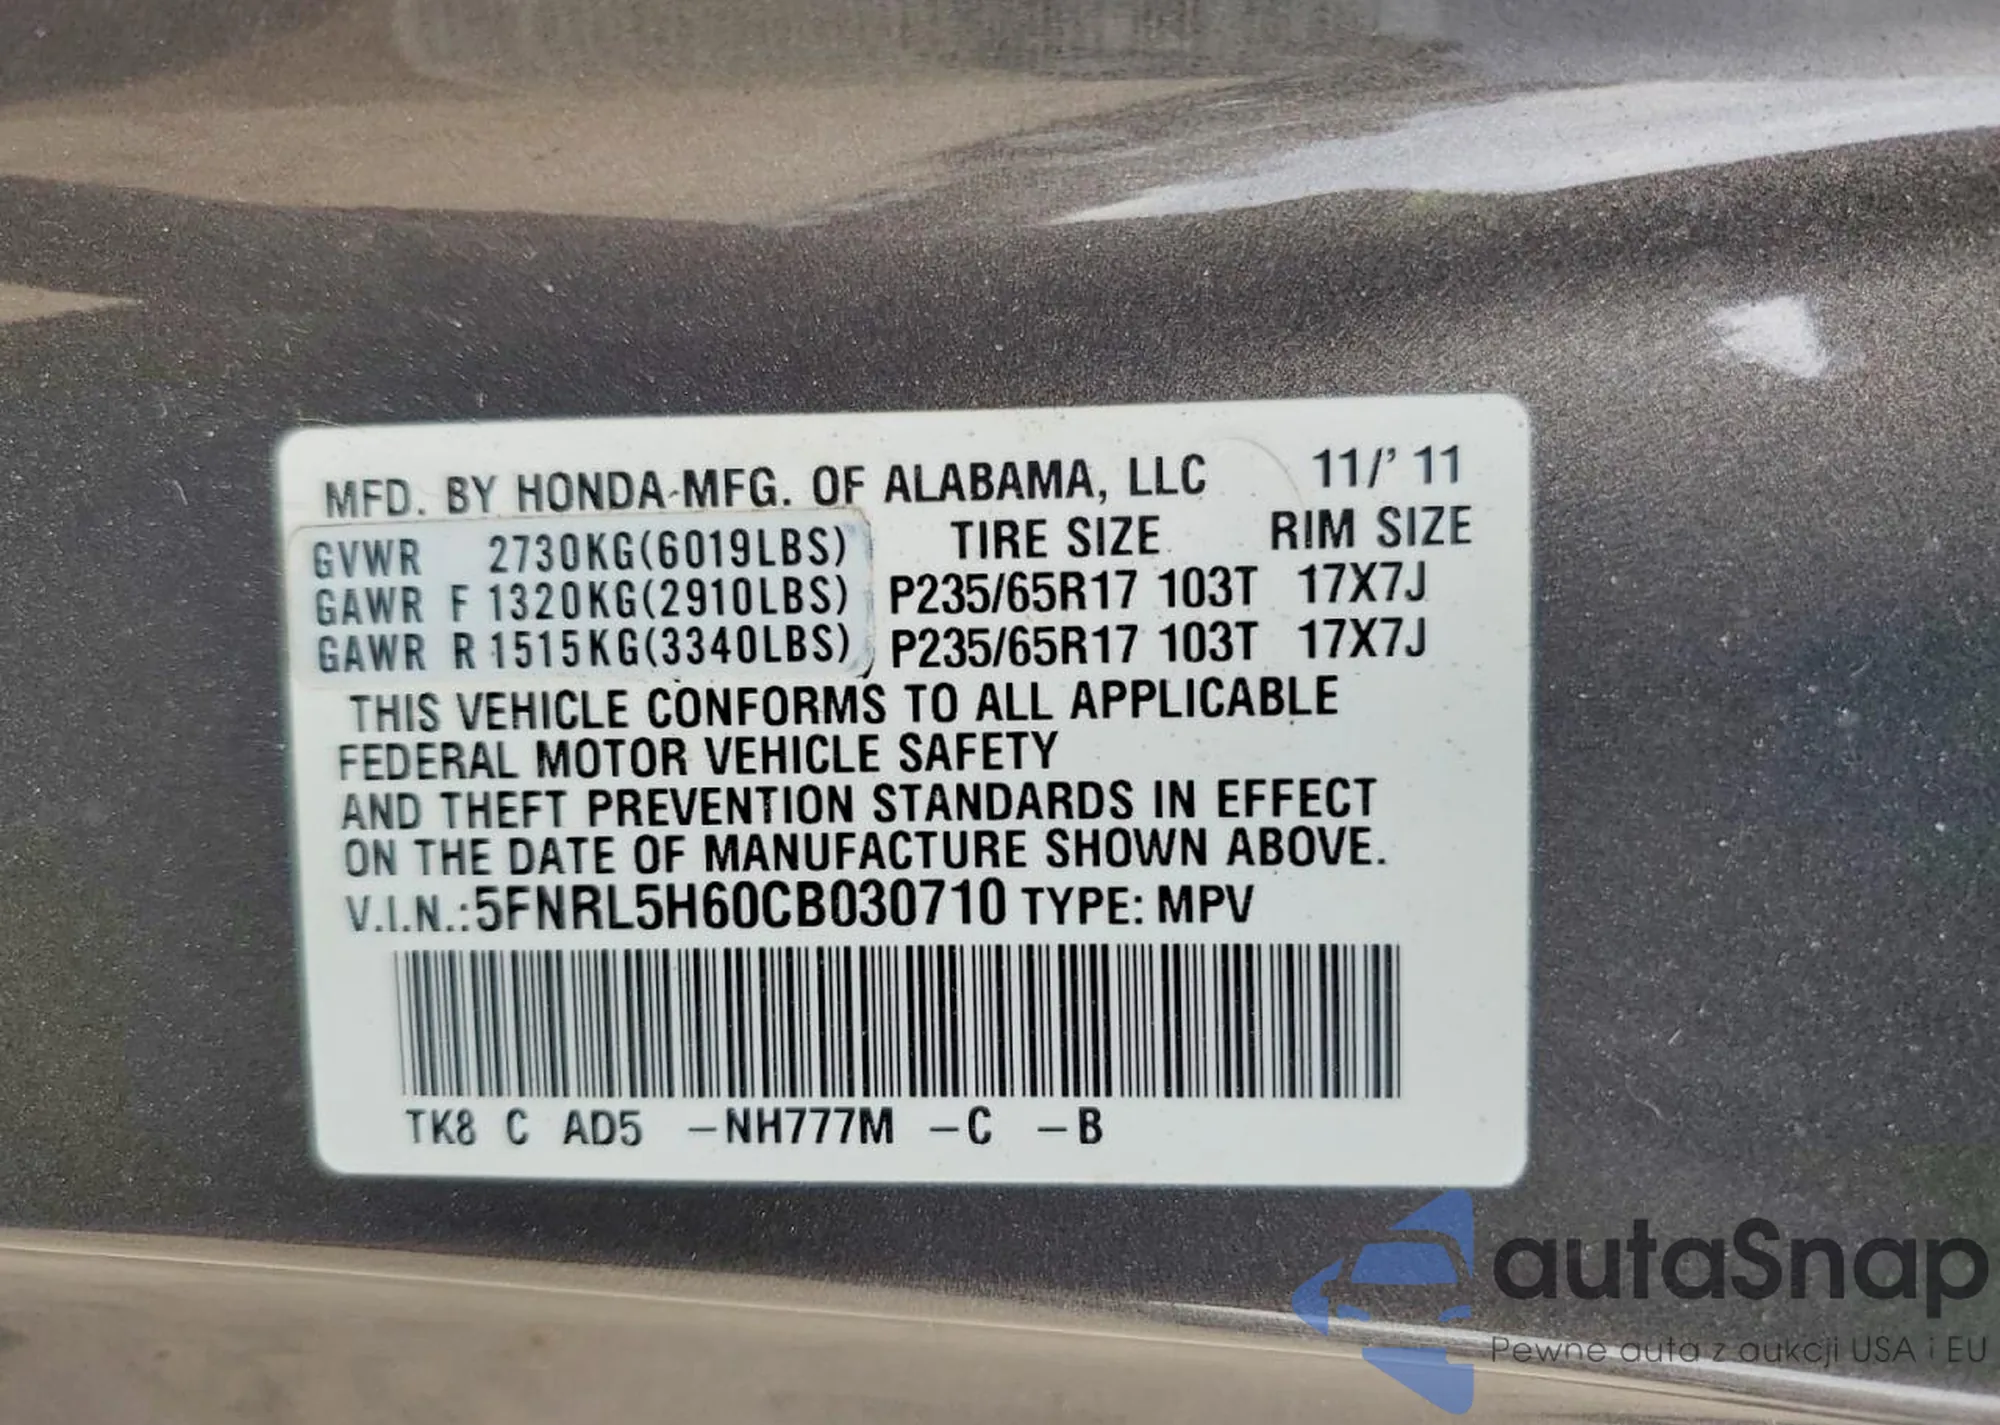 MFD. BY HONDA-MFG. OF ALABAMA, LLC 11/'11
TIRE SIZE RIM SIZE
GVWR 2730KG(6019LBS)
GAWR F 1320KG(2910LBS) P235/65R17 103T 17X7J
GAWR R 1515KG(3340LBS) P235/65R17 103T 17X7J
THIS VEHICLE CONFORMS TO ALL APPLICABLE
FEDERAL MOTOR VEHICLE SAFETY
AND THEFT PREVENTION STANDARDS IN EFFECT
ON THE DATE OF MANUFACTURE SHOWN ABOVE.
V.I.N.:5FNRL5H60CB030710 TYPE: MPV
TK8 C AD5 –NH777M –C –B
autaSnap
Pewne auta z aukcji USA i EU